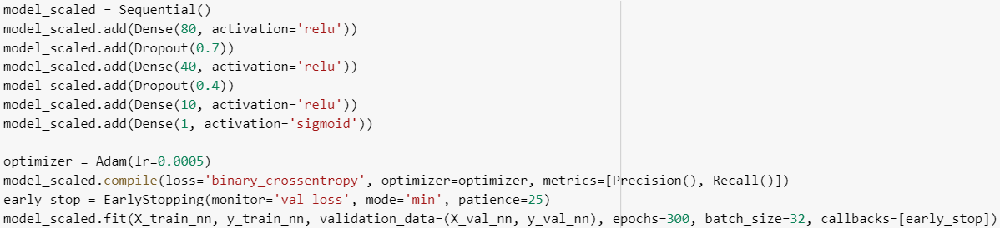 model_scaled = Sequential()
model_scaled.add(Dense(80, activation='relu'))
model_scaled.add(Dropout(0.7))
model_scaled.add(Dense(40, activation='relu'))
model_scaled.add(Dropout(0.4))
model_scaled.add(Dense(10, activation='relu'))
model_scaled.add(Dense(1, activation='sigmoid'))
optimizer = Adam(lr=0.0005)
model_scaled.compile(loss='binary_crossentropy', optimizer=optimizer, metrics=[Precision(), Recall()])
early_stop = EarlyStopping(monitor='val_loss', mode='min', patience=25)
model_scaled.fit(X_train_nn, y_train_nn, validation_data=(X_val_nn, y_val_nn), epochs=300, batch_size=32, callbacks=[early_stop])